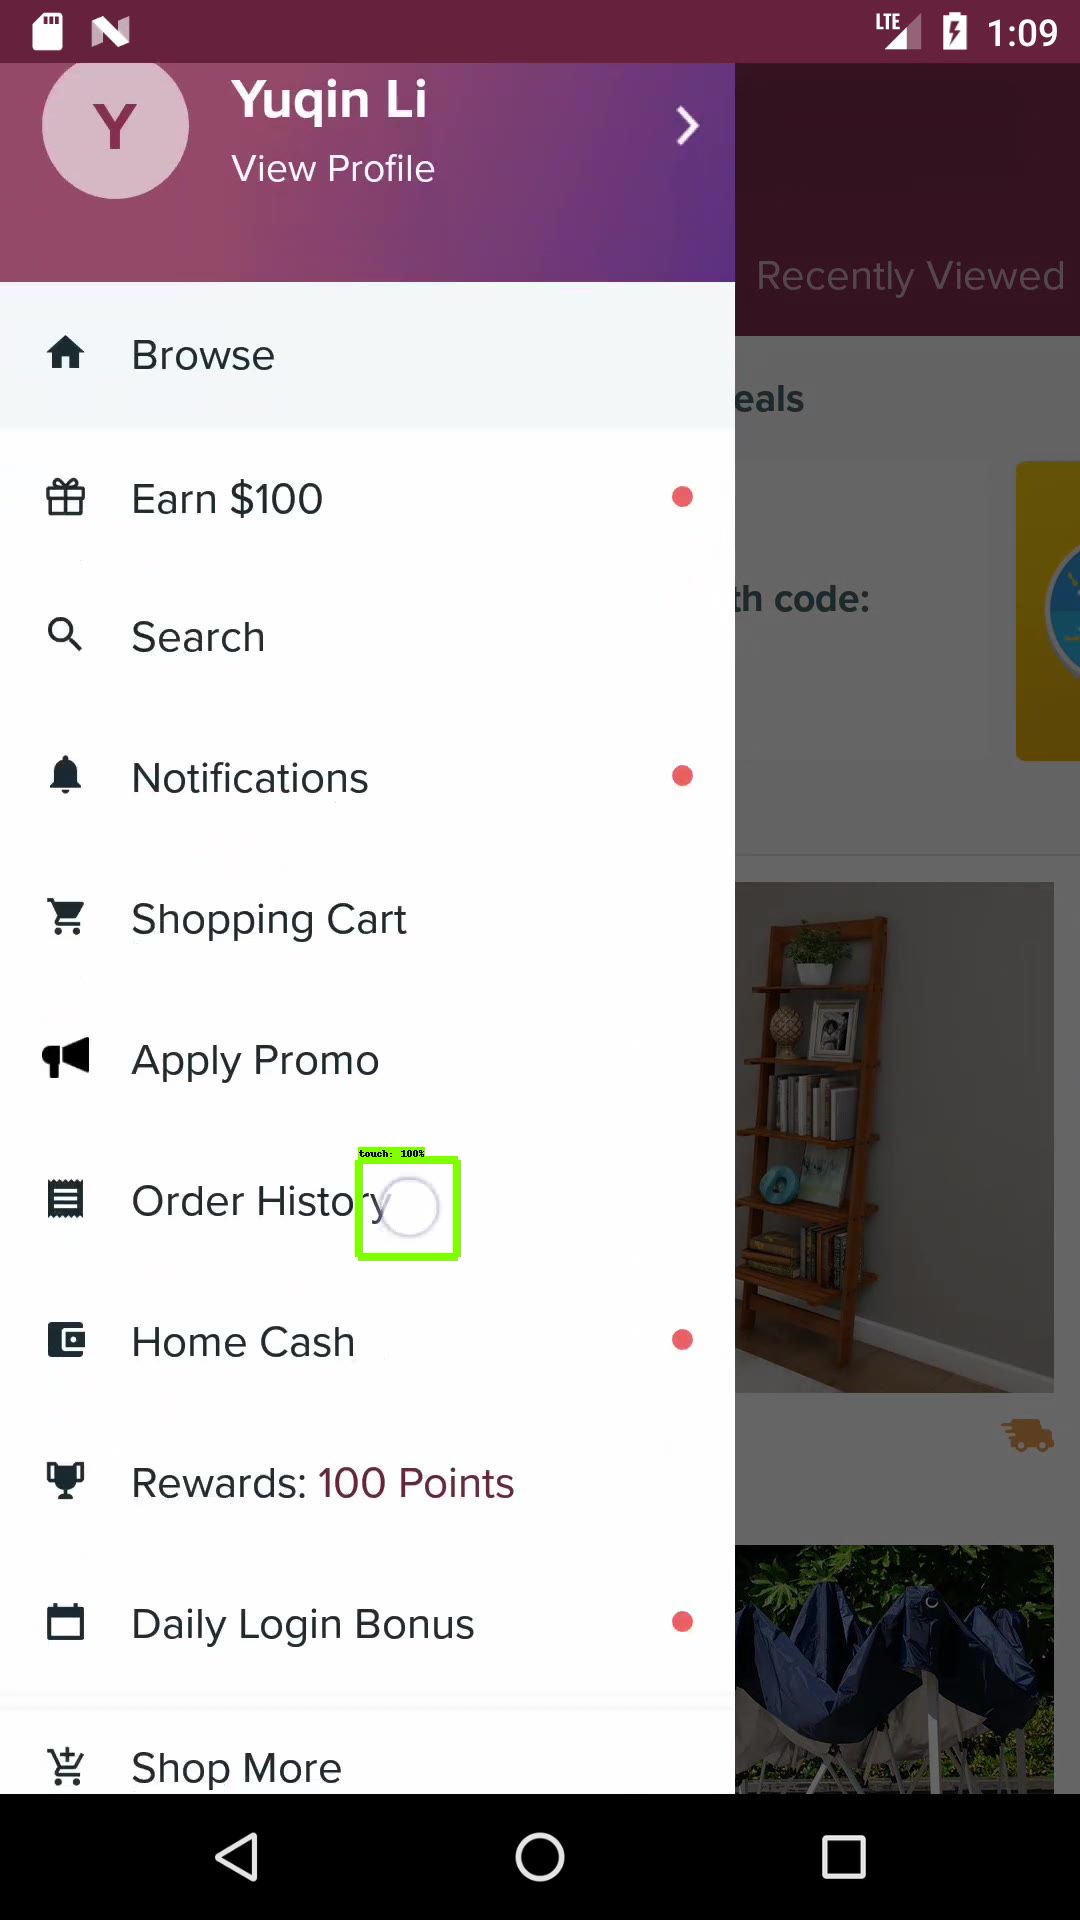 LTE 1:09
Y
Yuqin Li
View Profile
Recently Viewed
Browse
eals
Earn $100
th code:
Search
Notifications
Shopping Cart
Apply Promo
touch: 100%
Order History
Home Cash
Rewards: 100 Points
Daily Login Bonus
Shop More